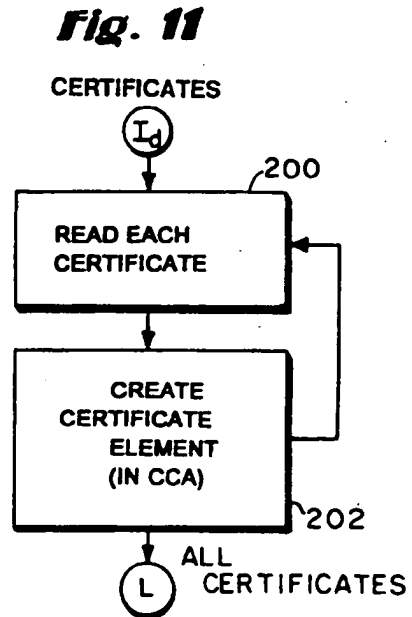 Fig. 11
CERTIFICATES
Id
200
READ EACH
CERTIFICATE
CREATE
CERTIFICATE
ELEMENT
(IN CCA)
202
ALL
CERTIFICATES
L